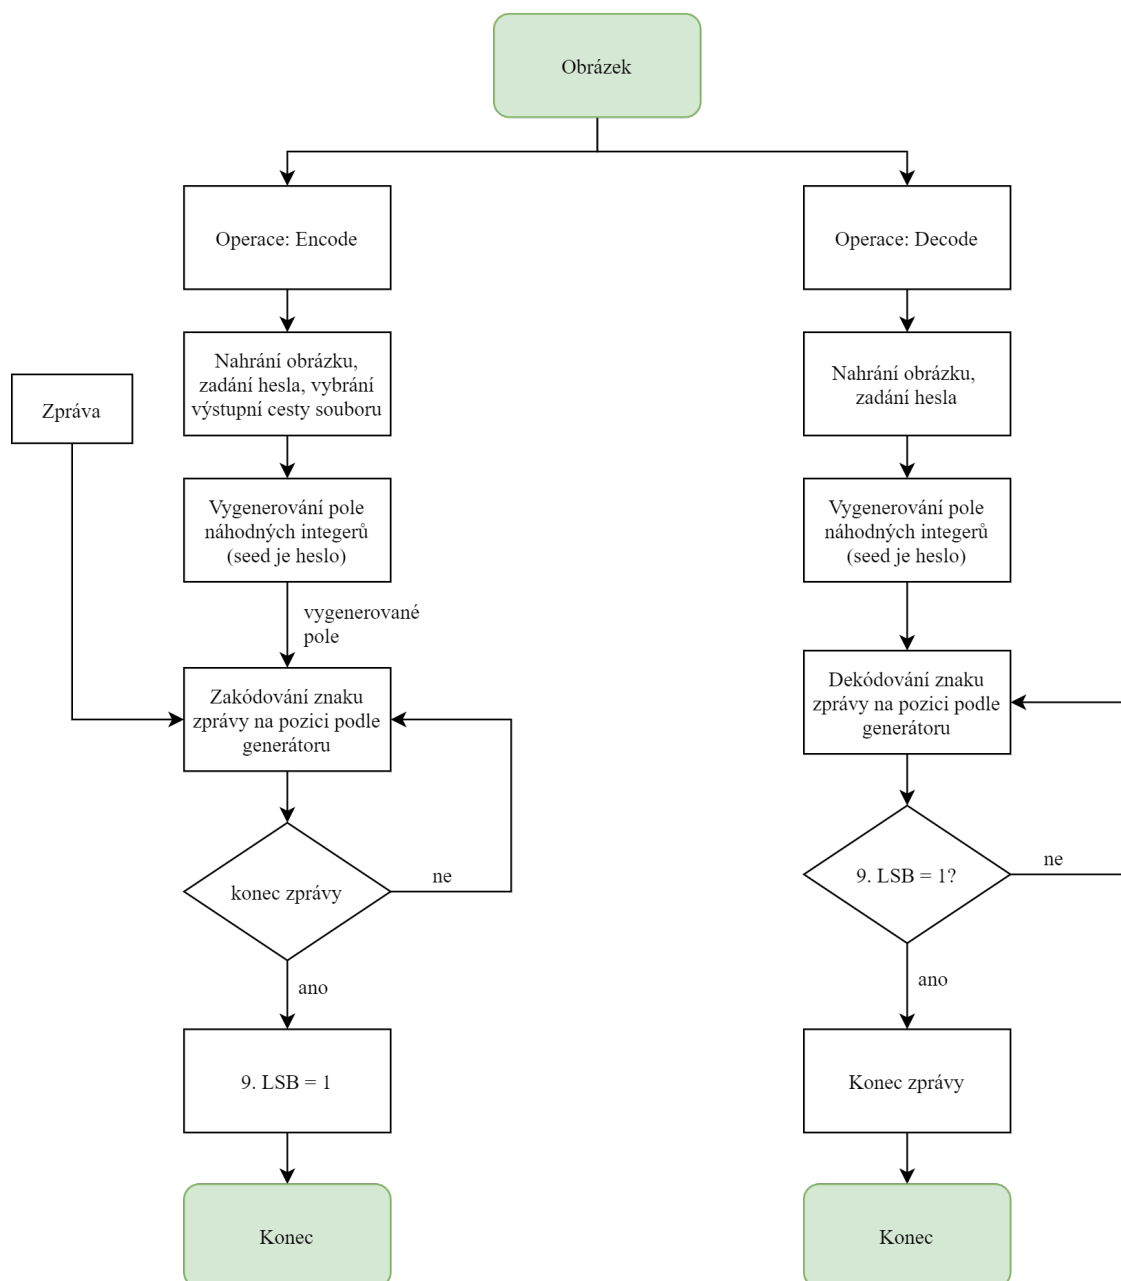 Obrázek
Operace: Encode
Operace: Decode
Nahrání obrázku,
zadání hesla, vybrání
výstupní cesty souboru
Nahrání obrázku,
zadání hesla
Zpráva
Vygenerování pole
náhodných integerů
(seed je heslo)
Vygenerování pole
náhodných integerů
(seed je heslo)
vygenerované
pole
Zakódování znaku
zprávy na pozici podle
generátoru
Dekódování znaku
zprávy na pozici podle
generátoru
konec zprávy
ne
9. LSB = 1?
ne
ano
ano
9. LSB = 1
Konec zprávy
Konec
Konec